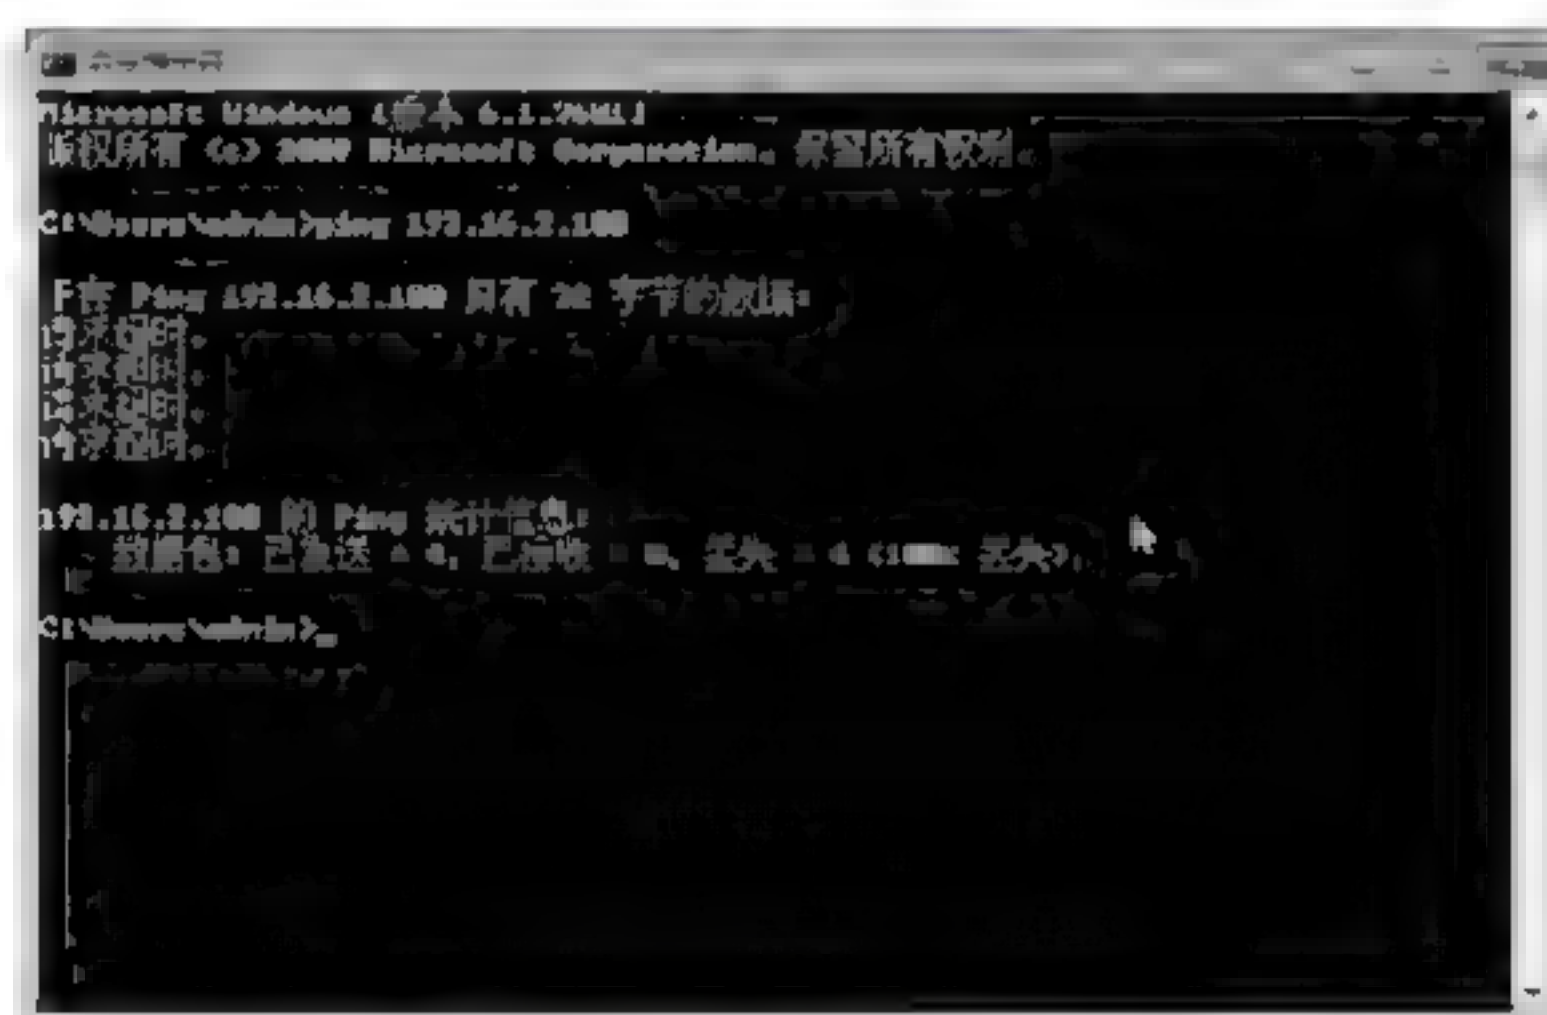 Microsoft Windows [版本 6.1.7601]
版权所有 (c) 2009 Microsoft Corporation。保留所有权利。
C:\Users\admin>ping 192.16.2.100
正在 Ping 192.16.2.100 具有 32 字节的数据:
请求超时。
请求超时。
请求超时。
请求超时。
192.16.2.100 的 Ping 统计信息:
数据包: 已发送 = 4，已接收 = 0，丢失 = 4 (100% 丢失)，
C:\Users\admin>_